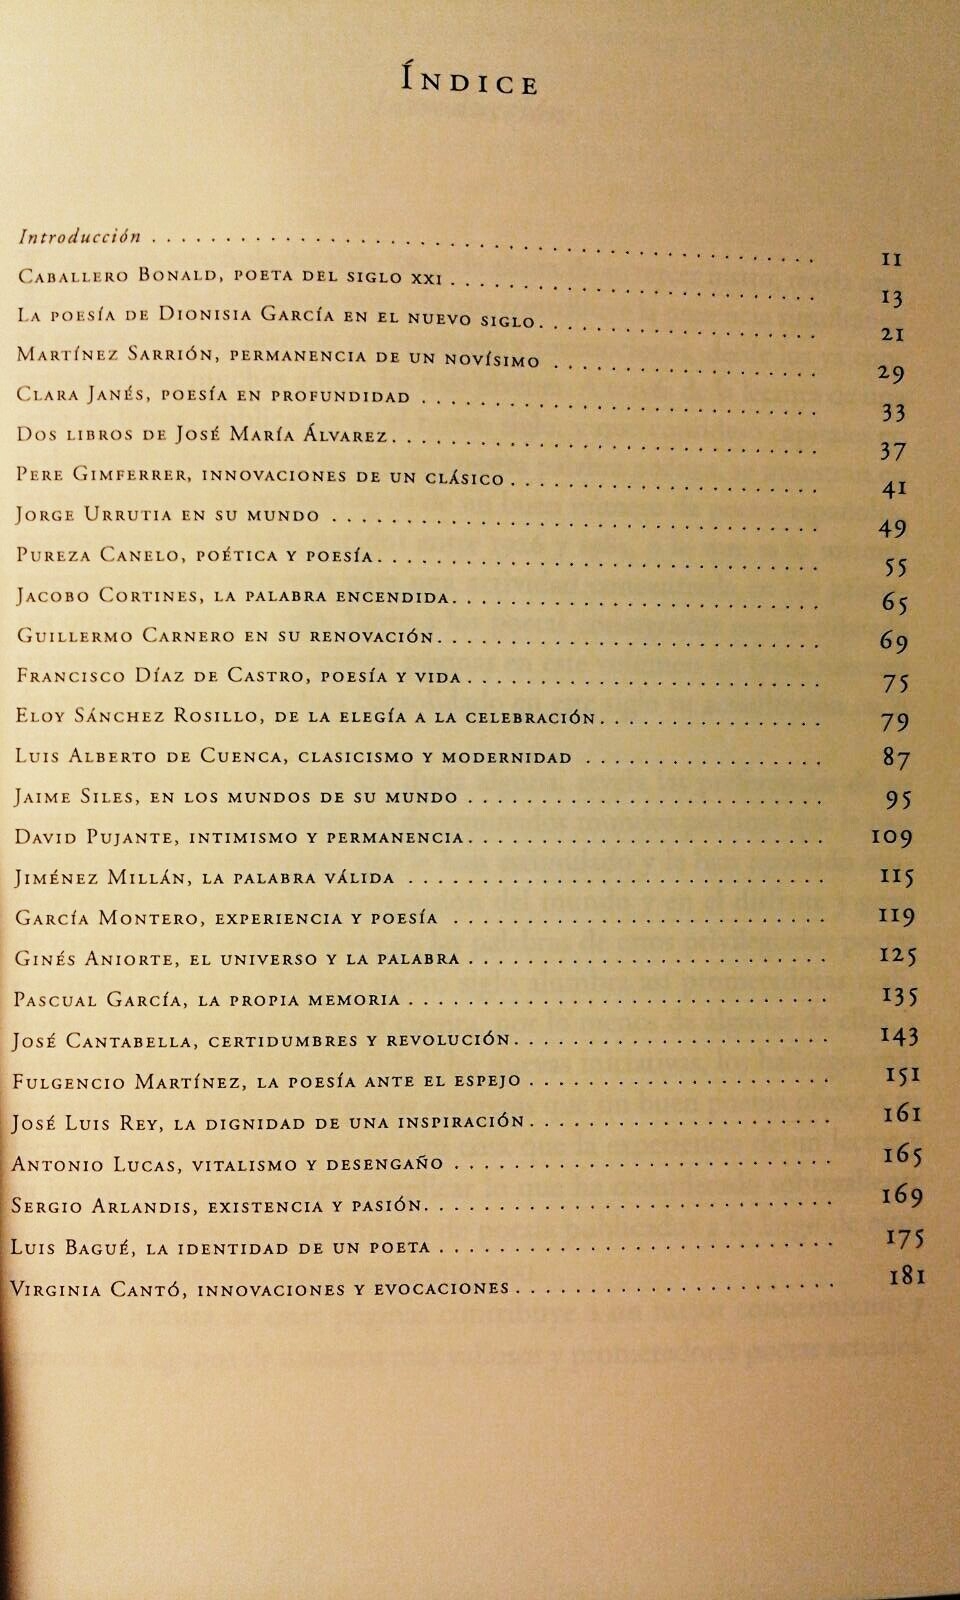 ÍNDICE
Introducción . . . . . . . . . . . . . . . . . . . . 11
CABALLERO BONALD, POETA DEL SIGLO XXI . . . . . . . . . . 13
LA POESÍA DE DIONISIA GARCÍA EN EL NUEVO SIGLO. . . . . . . . . . 21
MARTÍNEZ SARRIÓN, PERMANENCIA DE UN NOVÍSIMO . . . . . . . . . . 29
CLARA JANÉS, POESÍA EN PROFUNDIDAD . . . . . . . . . . 33
DOS LIBROS DE JOSÉ MARÍA ÁLVAREZ. . . . . . . . . . 37
PERE GIMFERRER, INNOVACIONES DE UN CLÁSICO . . . . . . . . . . 41
JORGE URRUTIA EN SU MUNDO . . . . . . . . . . 49
PUREZA CANELO, POÉTICA Y POESÍA. . . . . . . . . . 55
JACOBO CORTINES, LA PALABRA ENCENDIDA. . . . . . . . . . 65
GUILLERMO CARNERO EN SU RENOVACIÓN. . . . . . . . . . 69
FRANCISCO DÍAZ DE CASTRO, POESÍA Y VIDA . . . . . . . . . . 75
ELOY SÁNCHEZ ROSILLO, DE LA ELEGÍA A LA CELEBRACIÓN. . . . . . . . . . 79
LUIS ALBERTO DE CUENCA, CLASICISMO Y MODERNIDAD . . . . . . . . . . 87
JAIME SILES, EN LOS MUNDOS DE SU MUNDO . . . . . . . . . . 95
DAVID PUJANTE, INTIMISMO Y PERMANENCIA. . . . . . . . . . 109
JIMÉNEZ MILLÁN, LA PALABRA VÁLIDA . . . . . . . . . . 115
GARCÍA MONTERO, EXPERIENCIA Y POESÍA . . . . . . . . . . 119
GINÉS ANIORTE, EL UNIVERSO Y LA PALABRA . . . . . . . . . . 125
PASCUAL GARCÍA, LA PROPIA MEMORIA . . . . . . . . . . 135
JOSÉ CANTABELLA, CERTIDUMBRES Y REVOLUCIÓN. . . . . . . . . . 143
FULGENCIO MARTÍNEZ, LA POESÍA ANTE EL ESPEJO . . . . . . . . . . 151
JOSÉ LUIS REY, LA DIGNIDAD DE UNA INSPIRACIÓN . . . . . . . . . . 161
ANTONIO LUCAS, VITALISMO Y DESENGAÑO . . . . . . . . . . 165
SERGIO ARLANDIS, EXISTENCIA Y PASIÓN. . . . . . . . . . 169
LUIS BAGUÉ, LA IDENTIDAD DE UN POETA . . . . . . . . . . 175
VIRGINIA CANTÓ, INNOVACIONES Y EVOCACIONES . . . . . . . . . . 181